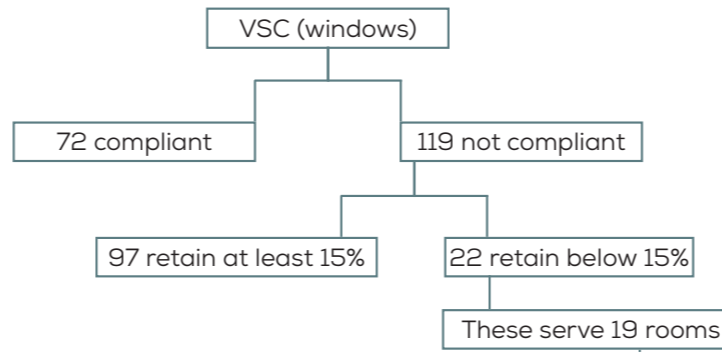 VSC (windows)
72 compliant
119 not compliant
97 retain at least 15%
22 retain below 15%
These serve 19 rooms